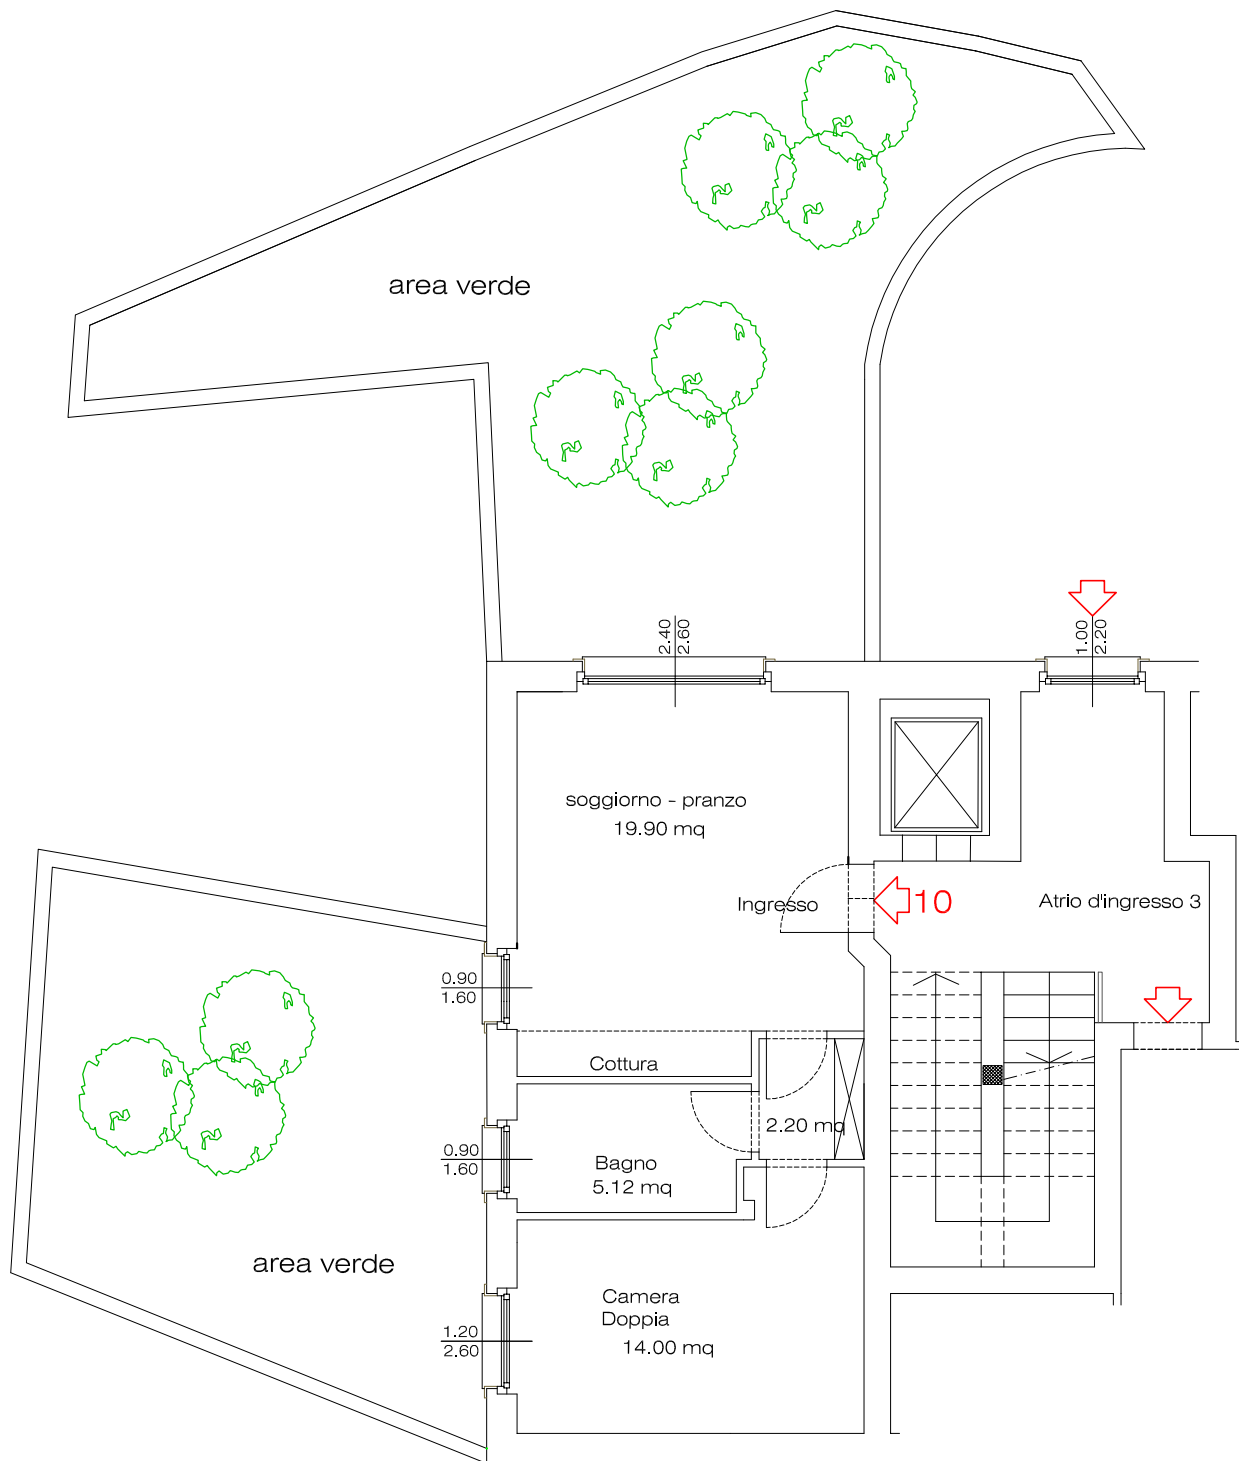 area verde
2.40
2.60
1.00
2.20
soggiorno - pranzo
19.90 mq
Ingresso
10
Atrio d'ingresso 3
0.90
1.60
Cottura
2.20 mq
0.90
1.60
Bagno
5.12 mq
area verde
Camera
Doppia
14.00 mq
1.20
2.60